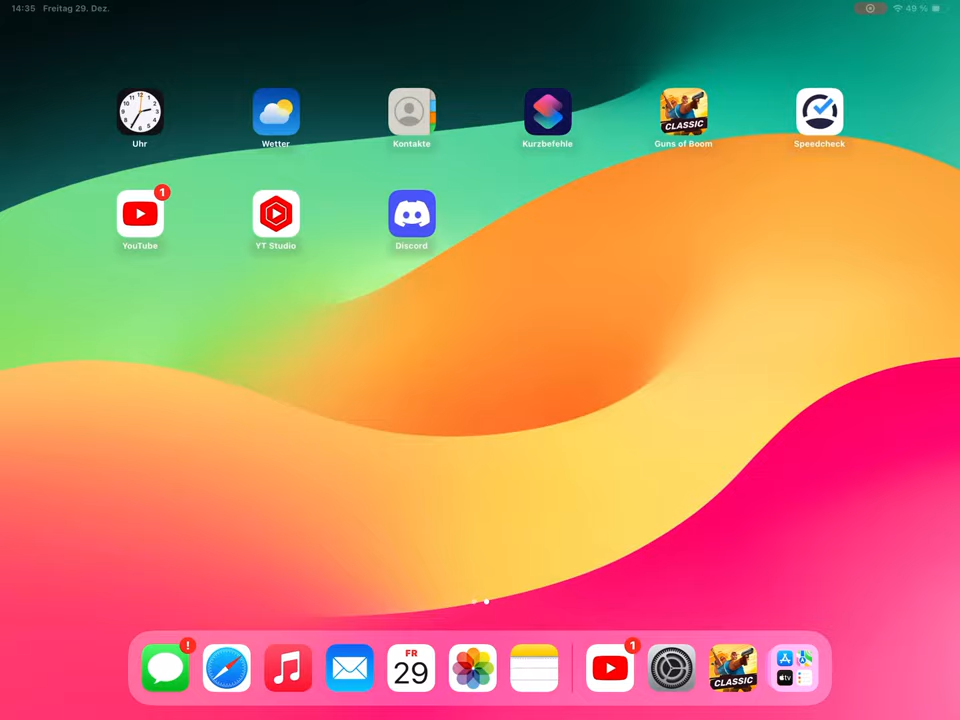 14:35 Freitag 29. Dez.
49 %
CLASSIC
Uhr
Wetter
Kontakte
Kurzbefehle
Guns of Boom
Speedcheck
1
YouTube
YT Studio
Discord
!
FR
29
1
CLASSIC
tv